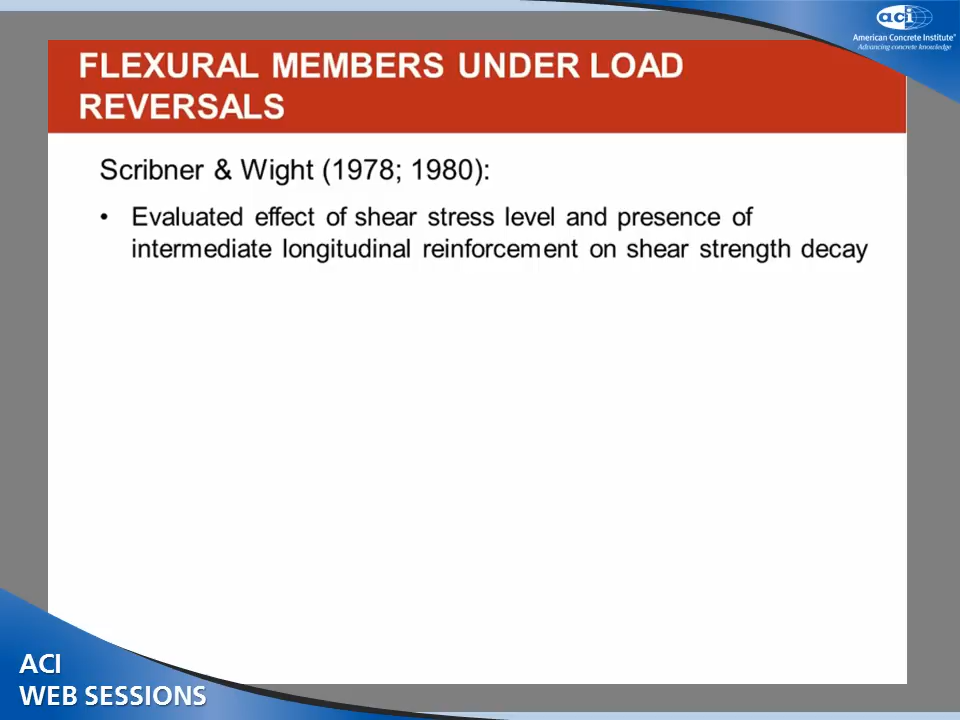 aci
American Concrete Institute®
Advancing concrete knowledge
FLEXURAL MEMBERS UNDER LOAD
REVERSALS
Scribner & Wight (1978; 1980):
• Evaluated effect of shear stress level and presence of
intermediate longitudinal reinforcement on shear strength decay
ACI
WEB SESSIONS